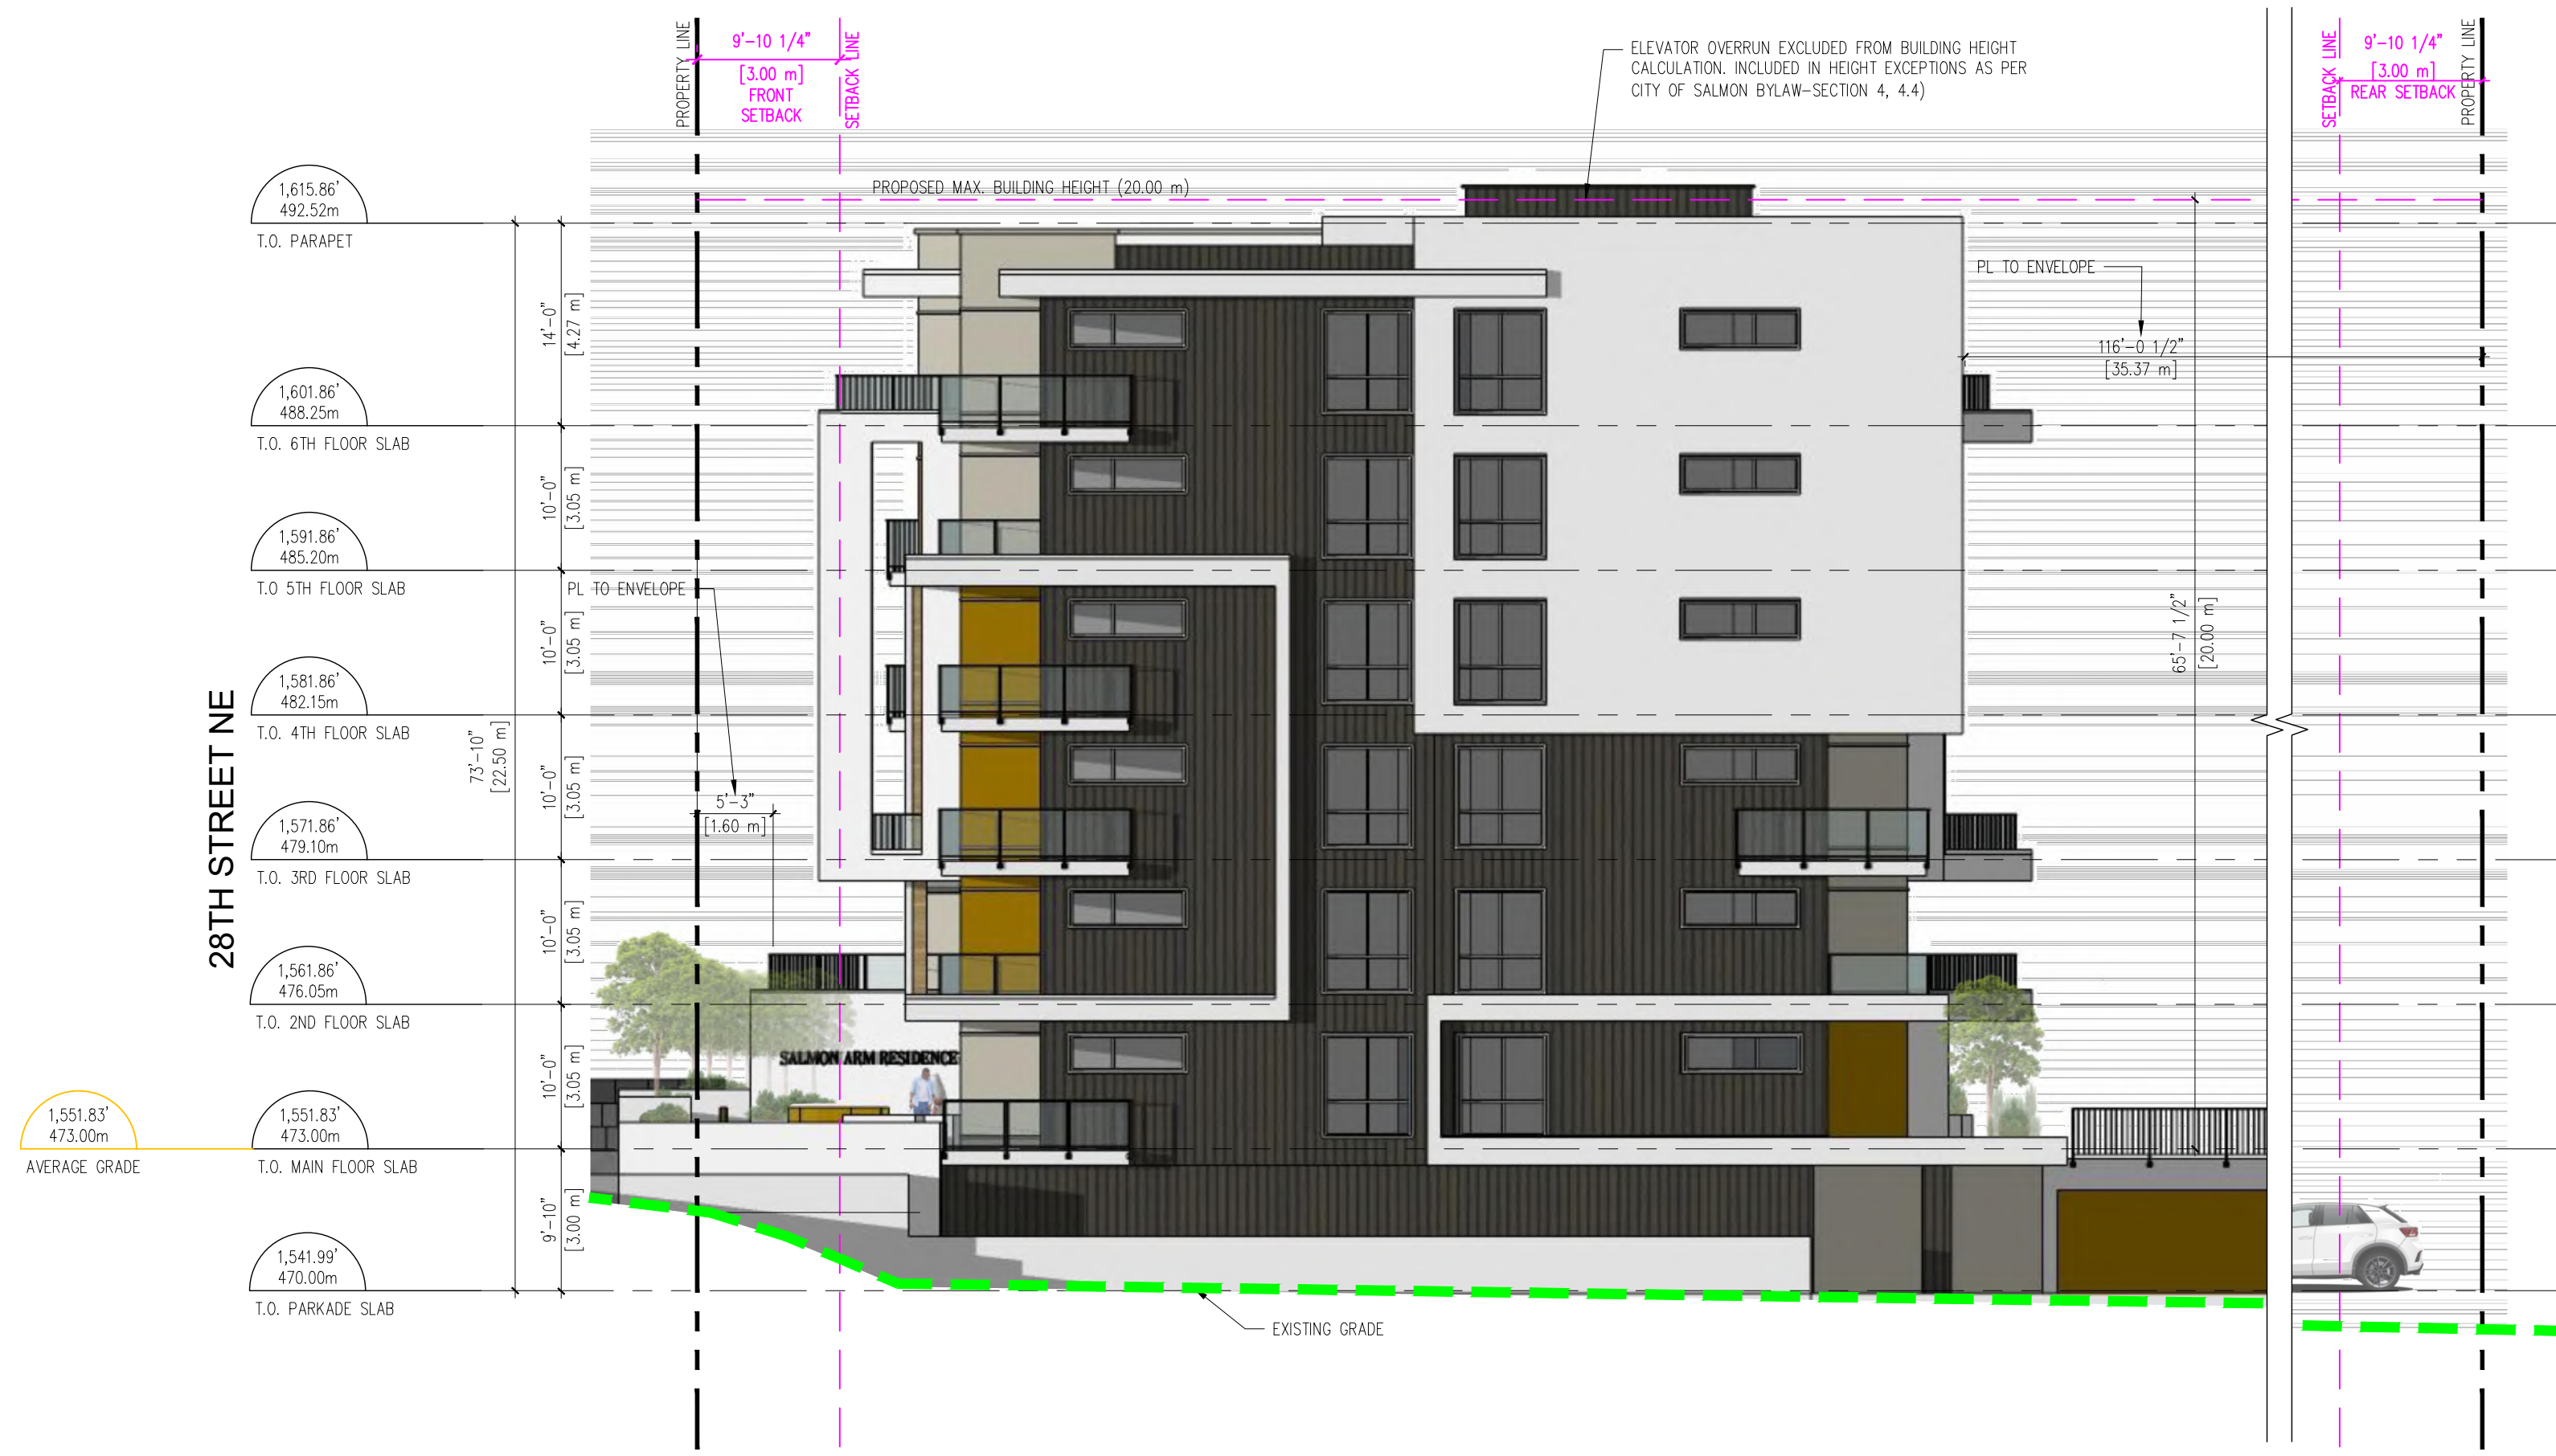 PROPERTY LINE
9'-10 1/4"
[3.00 m]
FRONT
SETBACK
SETBACK LINE
ELEVATOR OVERRUN EXCLUDED FROM BUILDING HEIGHT
CALCULATION. INCLUDED IN HEIGHT EXCEPTIONS AS PER
CITY OF SALMON BYLAW-SECTION 4, 4.4)
SETBACK LINE
9'-10 1/4"
[3.00 m]
REAR SETBACK
PROPERTY LINE
PROPOSED MAX. BUILDING HEIGHT (20.00 m)
1,615.86'
492.52m
T.O. PARAPET
14'-0"
[4.27 m]
PL TO ENVELOPE
116'-0 1/2"
[35.37 m]
1,601.86'
488.25m
T.O. 6TH FLOOR SLAB
10'-0"
[3.05 m]
1,591.86'
485.20m
T.O 5TH FLOOR SLAB
PL TO ENVELOPE
10'-0"
[3.05 m]
65'-7 1/2"
[20.00 m]
1,581.86'
482.15m
T.O. 4TH FLOOR SLAB
28TH STREET NE
73'-10"
[22.50 m]
10'-0"
[3.05 m]
5'-3"
[1.60 m]
1,571.86'
479.10m
T.O. 3RD FLOOR SLAB
10'-0"
[3.05 m]
1,561.86'
476.05m
T.O. 2ND FLOOR SLAB
10'-0"
[3.05 m]
SALMON ARM RESIDENCE
1,551.83'
473.00m
AVERAGE GRADE
1,551.83'
473.00m
T.O. MAIN FLOOR SLAB
9'-10"
[3.00 m]
1,541.99'
470.00m
T.O. PARKADE SLAB
EXISTING GRADE